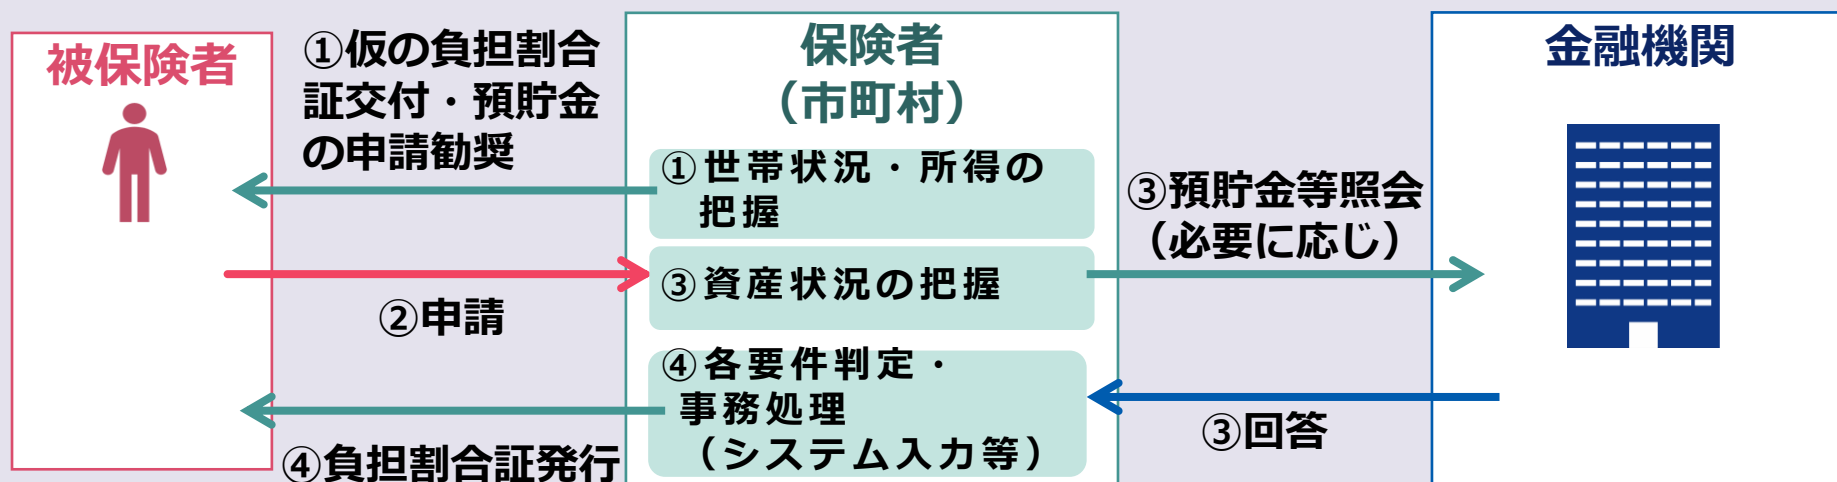 被保険者
①仮の負担割合
証交付・預貯金
の申請勧奨
②申請
④負担割合証発行
保険者
（市町村）
①世帯状況・所得の
把握
③資産状況の把握
④各要件判定・
事務処理
（システム入力等）
③預貯金等照会
（必要に応じ）
③回答
金融機関